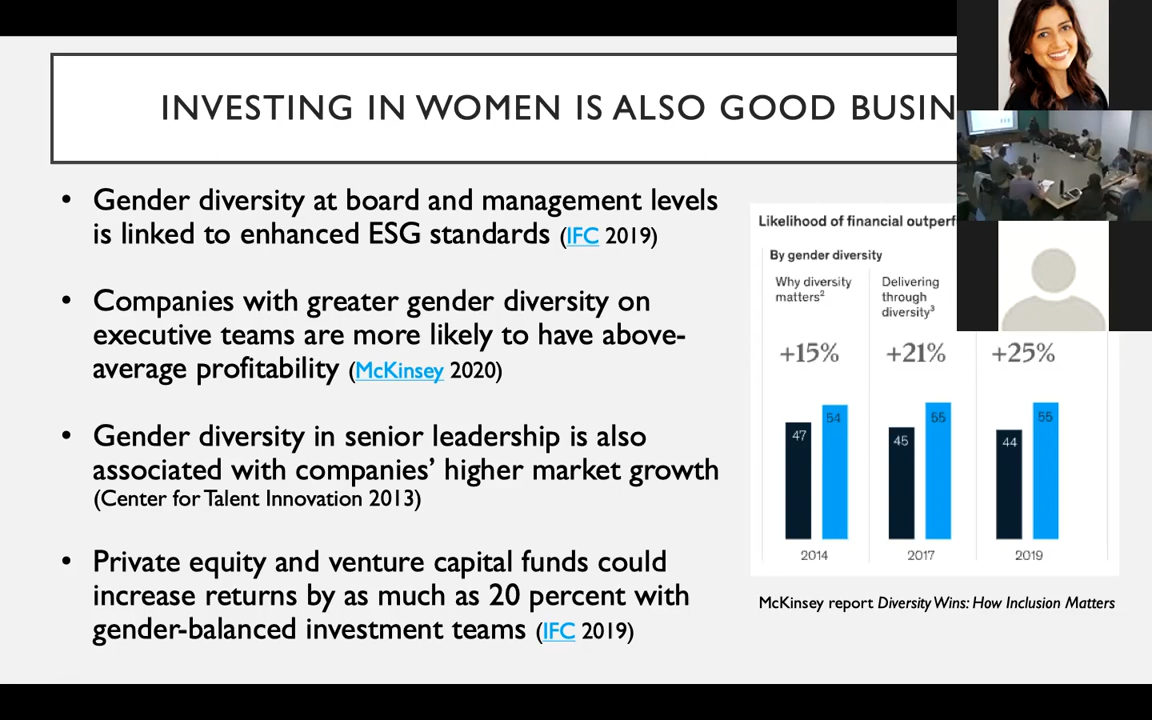 INVESTING IN WOMEN IS ALSO GOOD BUSIN
• Gender diversity at board and management levels
is linked to enhanced ESG standards (IFC 2019)
• Companies with greater gender diversity on
executive teams are more likely to have above-
average profitability (McKinsey 2020)
• Gender diversity in senior leadership is also
associated with companies’ higher market growth
(Center for Talent Innovation 2013)
• Private equity and venture capital funds could
increase returns by as much as 20 percent with
gender-balanced investment teams (IFC 2019)
Likelihood of financial outperf
By gender diversity
Why diversity
matters²
Delivering
through
diversity³
+15% +21% +25%
47 54 45 55 44 55
2014 2017 2019
McKinsey report Diversity Wins: How Inclusion Matters